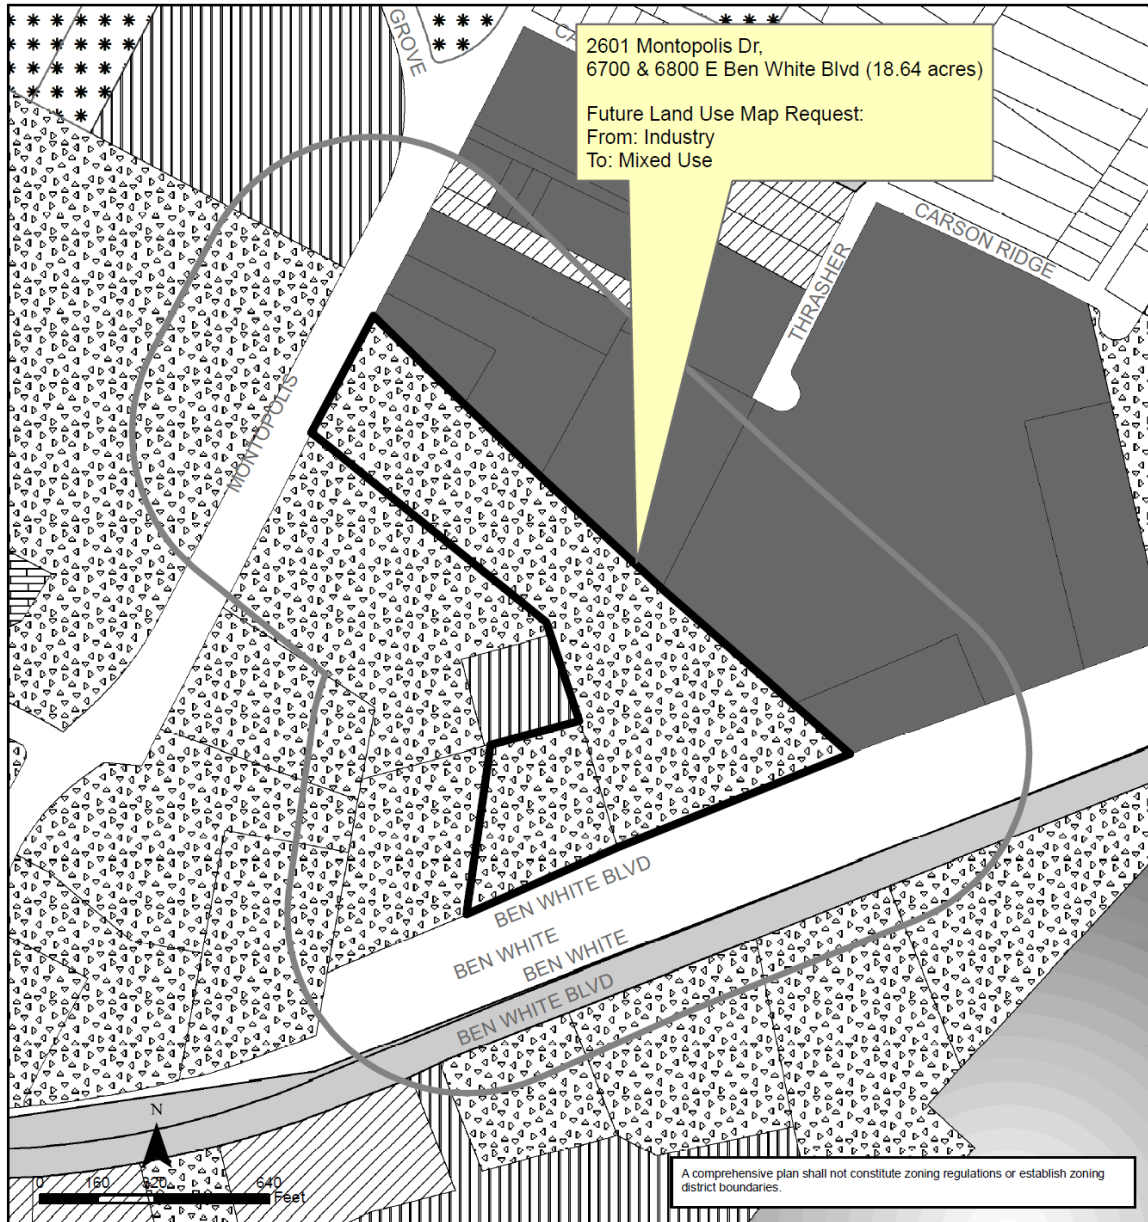 GROVE
CA
2601 Montopolis Dr,
6700 & 6800 E Ben White Blvd (18.64 acres)
Future Land Use Map Request:
From: Industry
To: Mixed Use
CARSON RIDGE
THRASHER
MONTOPOLIS
BEN WHITE BLVD
BEN WHITE
BEN WHITE
BEN WHITE BLVD
N
0 160 320 640
Feet
A comprehensive plan shall not constitute zoning regulations or establish zoning
district boundaries.